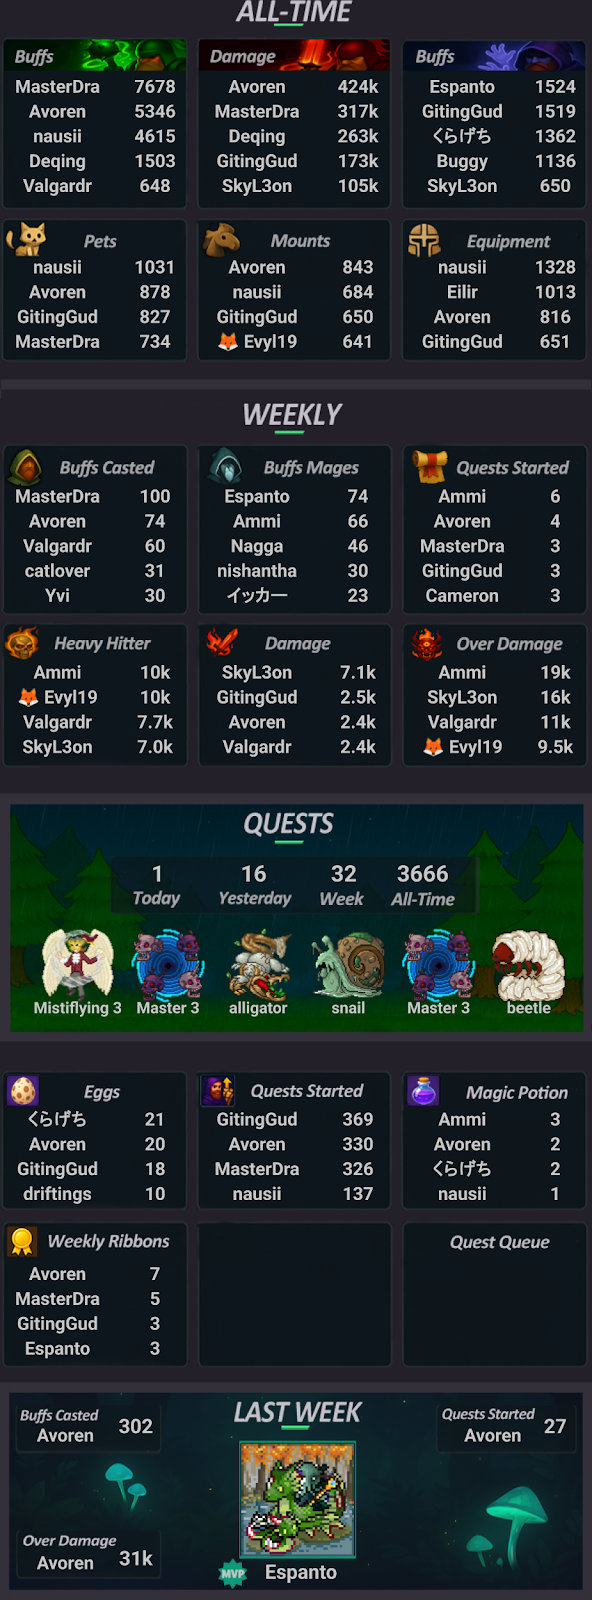 ALL-TIME
Buffs
MasterDra 7678
Avoren 5346
nausii 4615
Deqing 1503
Valgardr 648
Damage
Avoren 424k
MasterDra 317k
Deqing 263k
GitingGud 173k
SkyL3on 105k
Buffs
Espanto 1524
GitingGud 1519
くらげち 1362
Buggy 1136
SkyL3on 650
Pets
nausii 1031
Avoren 878
GitingGud 827
MasterDra 734
Mounts
Avoren 843
nausii 684
GitingGud 650
🦊 Evyl19 641
Equipment
nausii 1328
Eilir 1013
Avoren 816
GitingGud 651
WEEKLY
Buffs Casted
MasterDra 100
Avoren 74
Valgardr 60
catlover 31
Yvi 30
Buffs Mages
Espanto 74
Ammi 66
Nagga 46
nishantha 30
イッカー 23
Quests Started
Ammi 6
Avoren 4
MasterDra 3
GitingGud 3
Cameron 3
Heavy Hitter
Ammi 10k
🦊 Evyl19 10k
Valgardr 7.7k
SkyL3on 7.0k
Damage
SkyL3on 7.1k
GitingGud 2.5k
Avoren 2.4k
Valgardr 2.4k
Over Damage
Ammi 19k
SkyL3on 16k
Valgardr 11k
🦊 Evyl19 9.5k
QUESTS
1 16 32 3666
Today Yesterday Week All-Time
Mistiflying 3 Master 3 alligator snail Master 3 beetle
Eggs
くらげち 21
Avoren 20
GitingGud 18
driftings 10
Quests Started
GitingGud 369
Avoren 330
MasterDra 326
nausii 137
Magic Potion
Ammi 3
Avoren 2
くらげち 2
nausii 1
Weekly Ribbons
Avoren 7
MasterDra 5
GitingGud 3
Espanto 3
Quest Queue
LAST WEEK
Buffs Casted
Avoren 302
Quests Started
Avoren 27
Over Damage
Avoren 31k
MVP Espanto